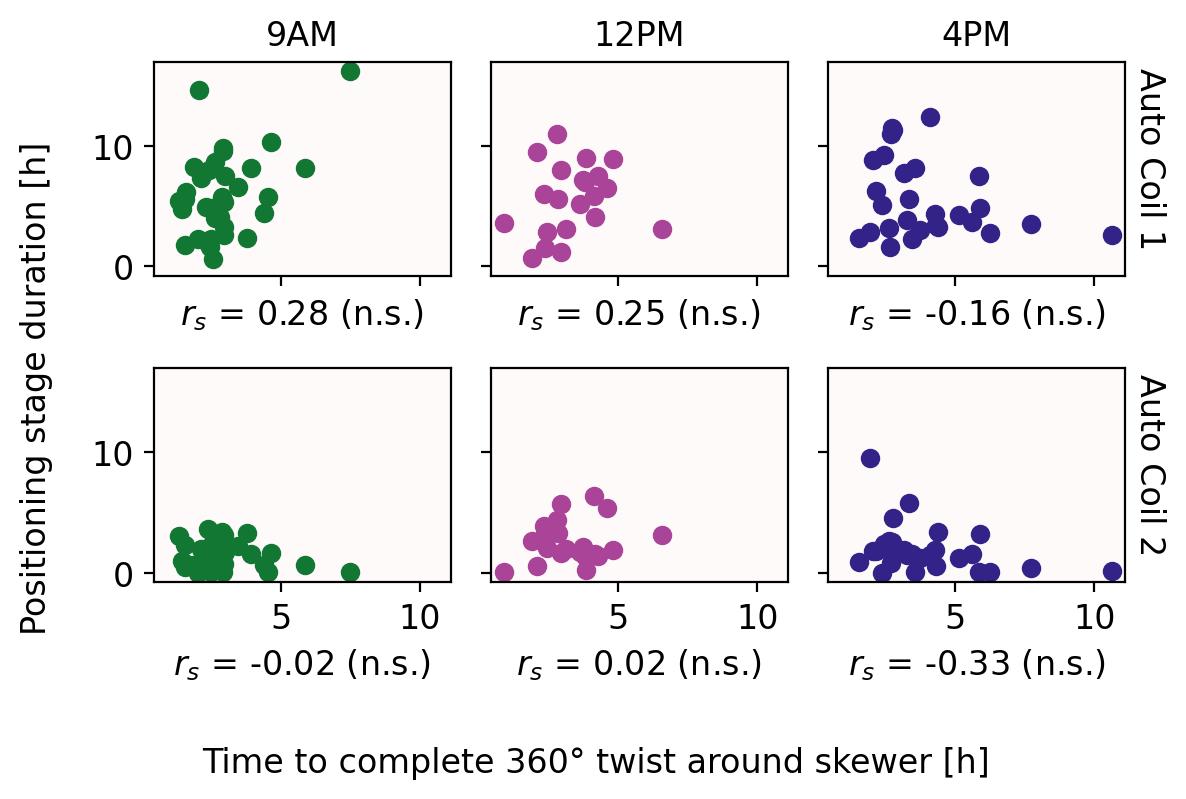 9AM
12PM
4PM
Auto Coil 1
10
0
r_s = 0.28 (n.s.)
r_s = 0.25 (n.s.)
r_s = -0.16 (n.s.)
Positioning stage duration [h]
Auto Coil 2
10
0
5
10
5
10
5
10
r_s = -0.02 (n.s.)
r_s = 0.02 (n.s.)
r_s = -0.33 (n.s.)
Time to complete 360° twist around skewer [h]